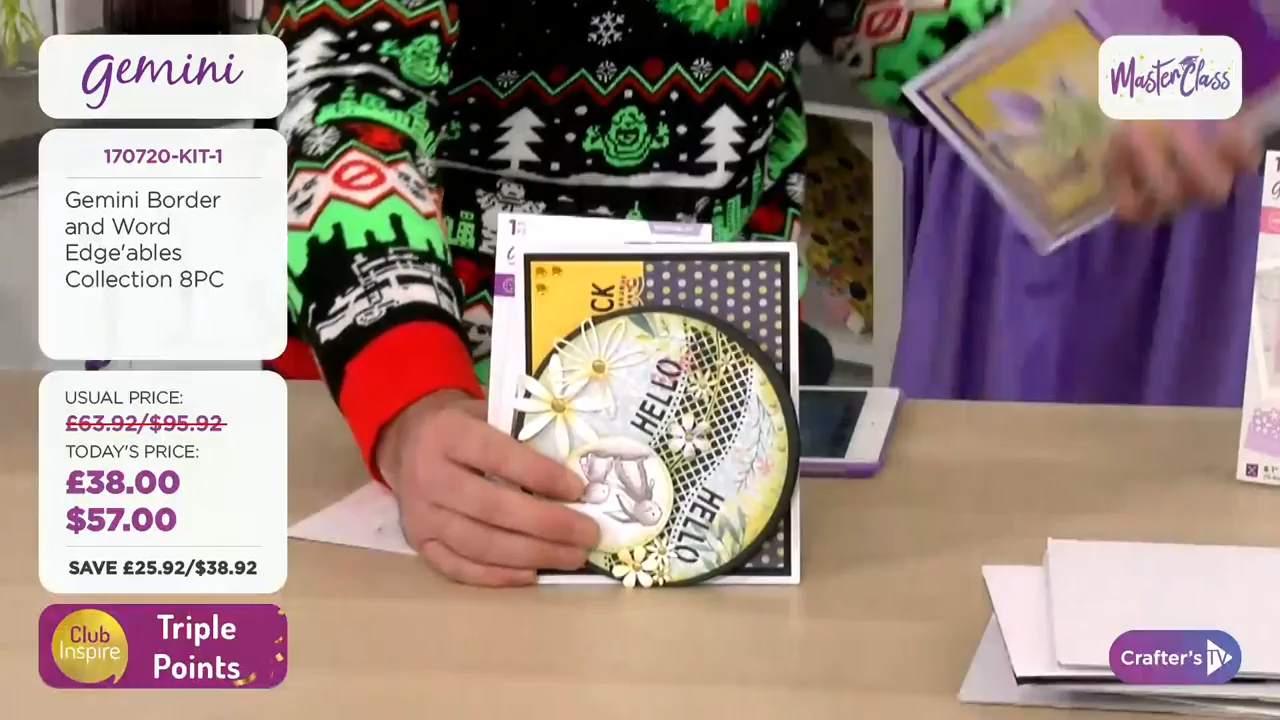 gemini
170720-KIT-1
Gemini Border
and Word
Edge'ables
Collection 8PC
USUAL PRICE:
£63.92/$95.92
TODAY'S PRICE:
£38.00
$57.00
SAVE £25.92/$38.92
Club
Inspire
Triple
Points
MasterClass
HELLO
HELLO
Crafter's TV